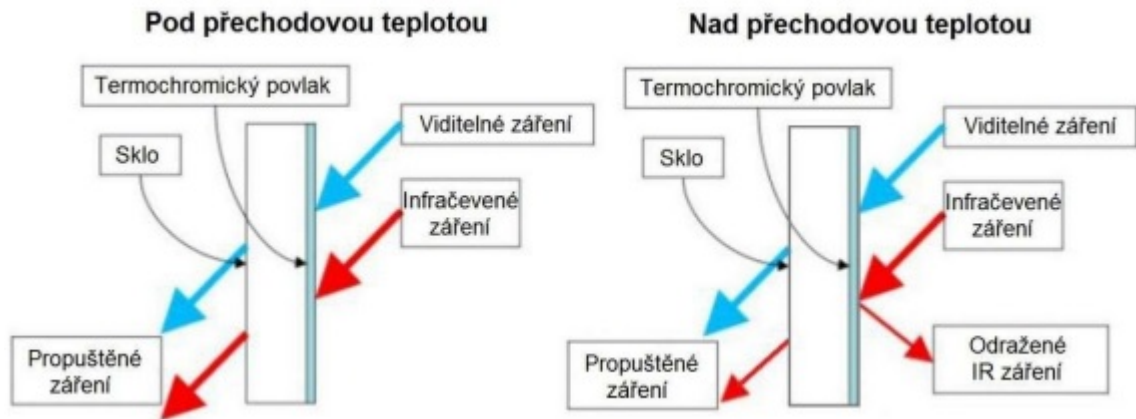 Pod přechodovou teplotou
Termochromický povlak
Viditelné záření
Sklo
Infračevené
záření
Propuštěné
záření
Nad přechodovou teplotou
Termochromický povlak
Viditelné záření
Sklo
Infračevené
záření
Propuštěné
záření
Odražené
IR záření